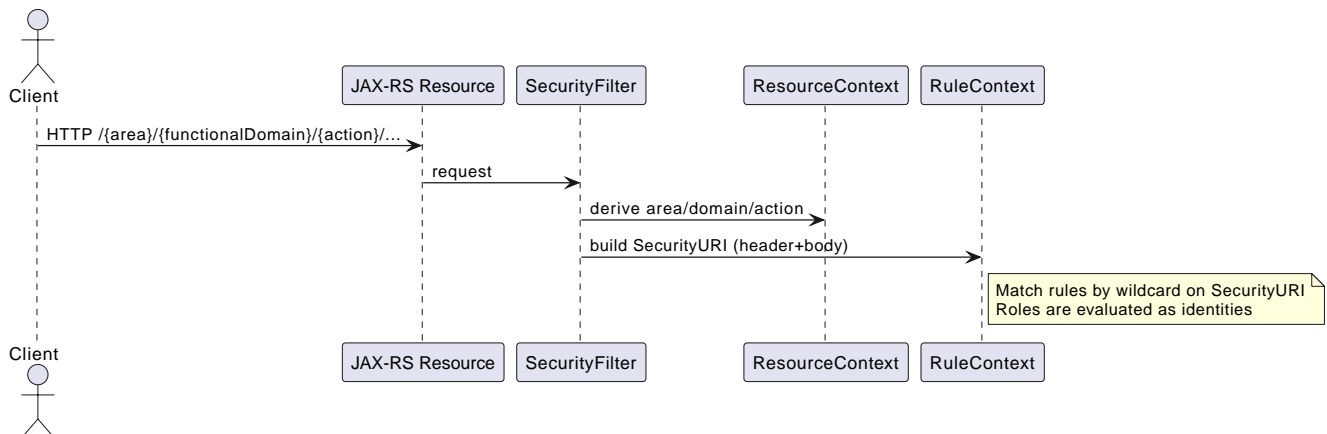 Client
JAX-RS Resource
SecurityFilter
ResourceContext
RuleContext
HTTP /{area}/{functionalDomain}/{action}/...
request
derive area/domain/action
build SecurityURI (header+body)
Match rules by wildcard on SecurityURI
Roles are evaluated as identities
Client
JAX-RS Resource
SecurityFilter
ResourceContext
RuleContext